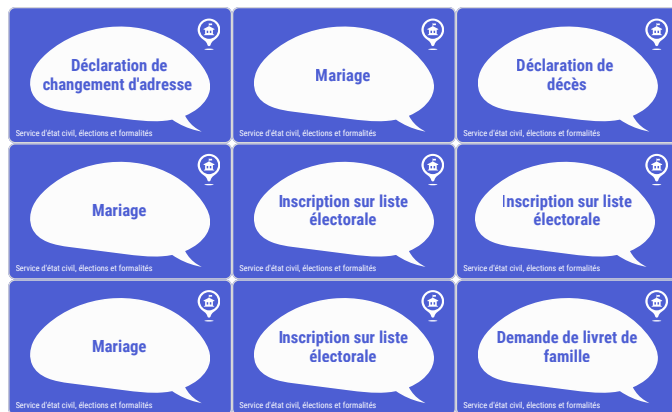 Déclaration de
changement d'adresse
Service d'état civil, élections et formalités
Mariage
Service d'état civil, élections et formalités
Déclaration de
décès
Service d'état civil, élections et formalités
Mariage
Service d'état civil, élections et formalités
Inscription sur liste
électorale
Service d'état civil, élections et formalités
Inscription sur liste
électorale
Service d'état civil, élections et formalités
Mariage
Service d'état civil, élections et formalités
Inscription sur liste
électorale
Service d'état civil, élections et formalités
Demande de livret de
famille
Service d'état civil, élections et formalités